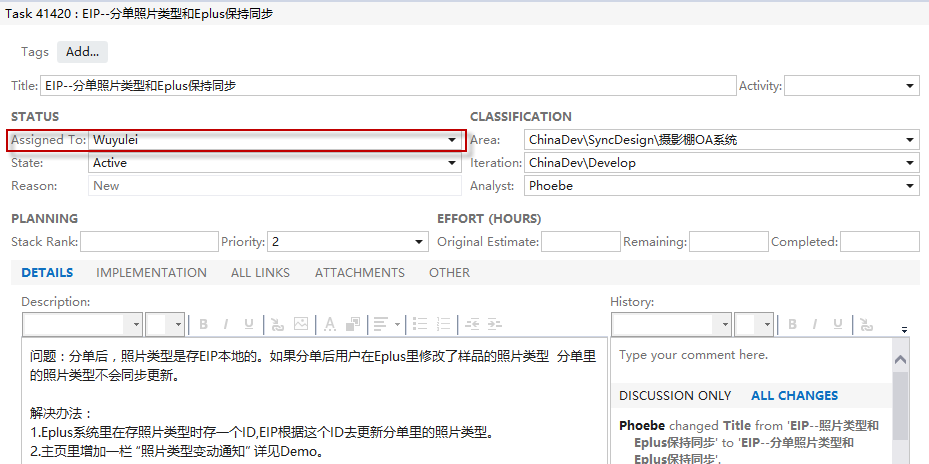 Task 41420 : EIP--分单照片类型和Eplus保持同步
Tags Add...
Title: EIP--分单照片类型和Eplus保持同步 Activity:
STATUS CLASSIFICATION
Assigned To: Wuyulei Area: ChinaDev\SyncDesign\摄影棚OA系统
State: Active Iteration: ChinaDev\Develop
Reason: New Analyst: Phoebe
PLANNING EFFORT (HOURS)
Stack Rank: Priority: 2 Original Estimate: Remaining: Completed:
DETAILS IMPLEMENTATION ALL LINKS ATTACHMENTS OTHER
Description: History:
B I U A B I U
问题：分单后，照片类型是存EIP本地的。如果分单后用户在Eplus里修改了样品的照片类型 分单里
的照片类型不会同步更新。
解决办法：
1.Eplus系统里在存照片类型时存一个ID,EIP根据这个ID去更新分单里的照片类型。
2.主页里增加一栏 “照片类型变动通知” 详见Demo。
Type your comment here.
DISCUSSION ONLY ALL CHANGES
Phoebe changed Title from 'EIP--照片类型和
Eplus保持同步' to 'EIP--分单照片类型和
Eplus保持同步'.